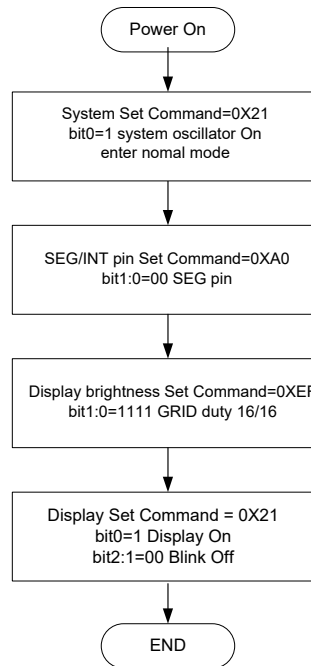 Power On
System Set Command=0X21
bit0=1 system oscillator On
enter nomal mode
SEG/INT pin Set Command=0XA0
bit1:0=00 SEG pin
Display brightness Set Command=0XEF
bit1:0=1111 GRID duty 16/16
Display Set Command = 0X21
bit0=1 Display On
bit2:1=00 Blink Off
END